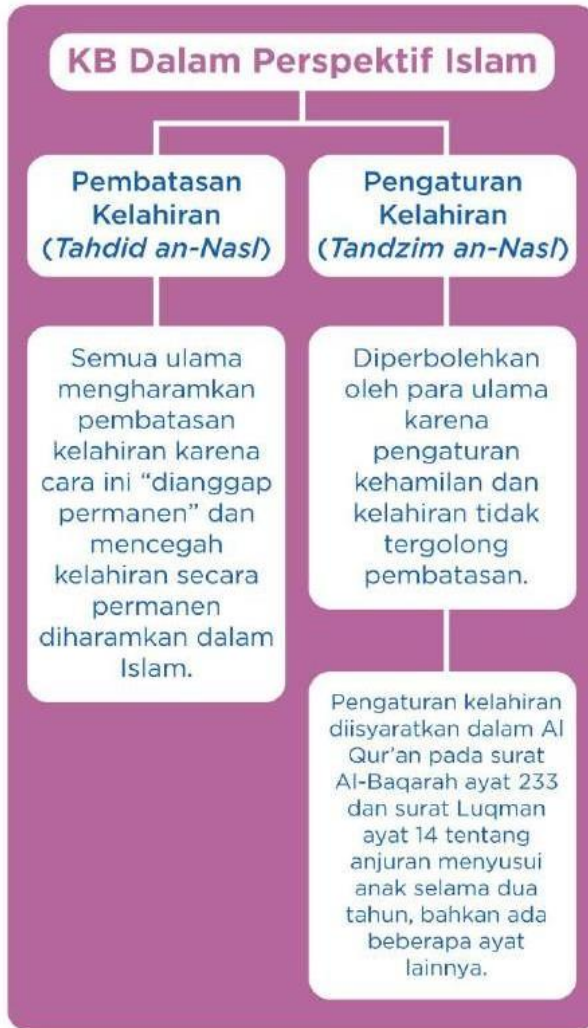 KB Dalam Perspektif Islam
Pembatasan
Kelahiran
(Tahdid an-Nasl)
Semua ulama
mengharamkan
pembatasan
kelahiran karena
cara ini “dianggap
permanen” dan
mencegah
kelahiran secara
permanen
diharamkan dalam
Islam.
Pengaturan
Kelahiran
(Tandzim an-Nasl)
Diperbolehkan
oleh para ulama
karena
pengaturan
kehamilan dan
kelahiran tidak
tergolong
pembatasan.
Pengaturan kelahiran
diisyaratkan dalam Al
Qur’an pada surat
Al-Baqarah ayat 233
dan surat Luqman
ayat 14 tentang
anjuran menyusui
anak selama dua
tahun, bahkan ada
beberapa ayat
lainnya.